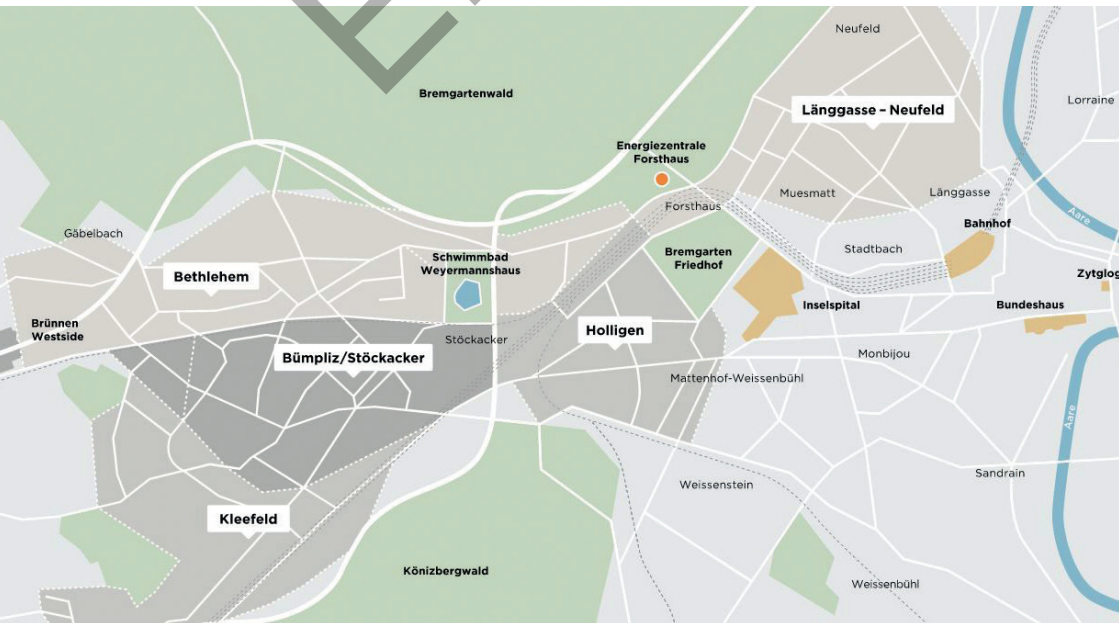 Neufeld
Bremgartenwald
Länggasse – Neufeld
Lorraine
Energiezentrale
Forsthaus
Muesmatt
Länggasse
Forsthaus
Aare
Bahnhof
Gäbelbach
Stadtbach
Bremgarten
Friedhof
Schwimmbad
Weyermannshaus
Bethlehem
Zytglog
Inselspital
Bundeshaus
Brünnen
Westside
Holligen
Stöckacker
Bümpliz/Stöckacker
Monbijou
Mattenhof-Weissenbühl
Aare
Sandrain
Weissenstein
Kleefeld
Könizbergwald
Weissenbühl